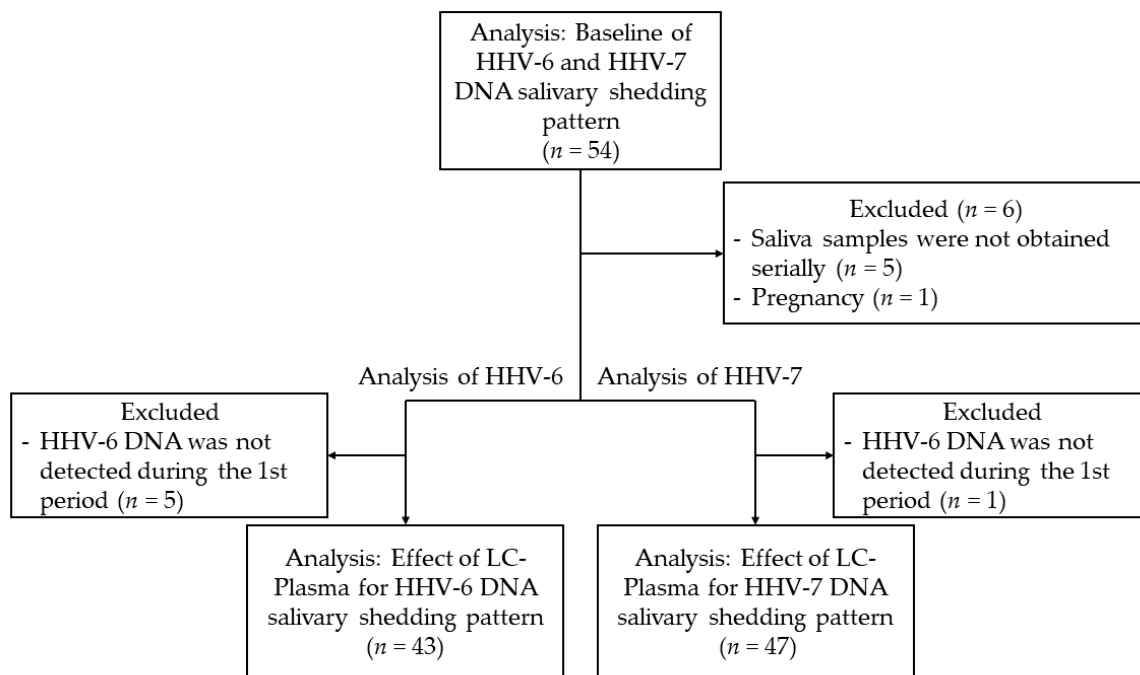 Analysis: Baseline of
HHV-6 and HHV-7
DNA salivary shedding
pattern
(n = 54)
Excluded (n = 6)
- Saliva samples were not obtained
serially (n = 5)
- Pregnancy (n = 1)
Analysis of HHV-6
Analysis of HHV-7
Excluded
- HHV-6 DNA was not
detected during the 1st
period (n = 5)
Excluded
- HHV-6 DNA was not
detected during the 1st
period (n = 1)
Analysis: Effect of LC-
Plasma for HHV-6 DNA
salivary shedding pattern
(n = 43)
Analysis: Effect of LC-
Plasma for HHV-7 DNA
salivary shedding pattern
(n = 47)